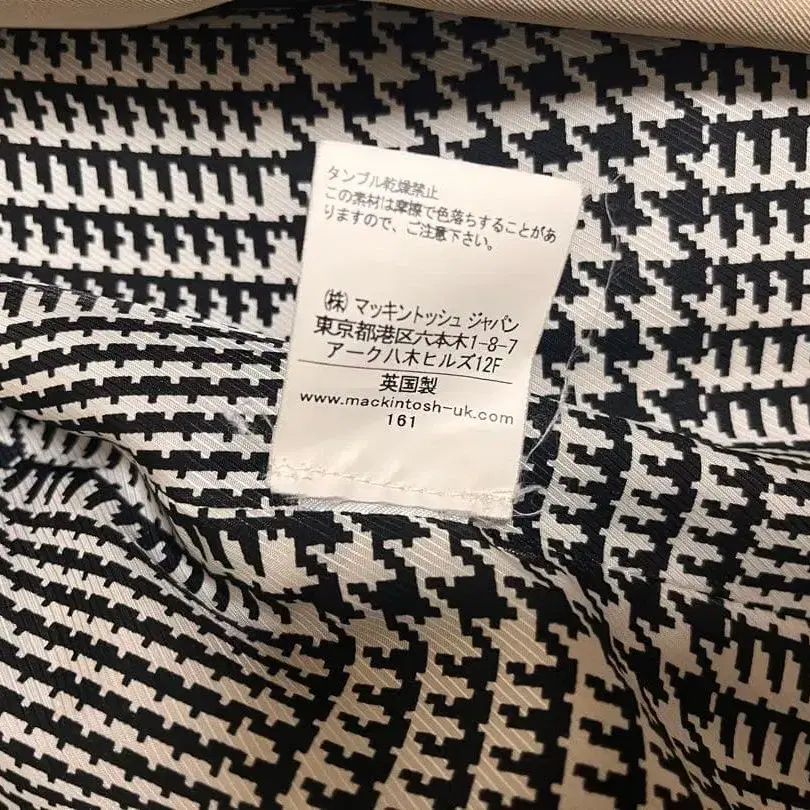 タンブル乾燥禁止
この素材は摩擦で色落ちすることがあ
りますので、ご注意下さい。
(株) マッキントッシュ ジャパン
東京都港区六本木1-8-7
アーク八木ヒルズ12F
英国製
www.mackintosh-uk.com
161